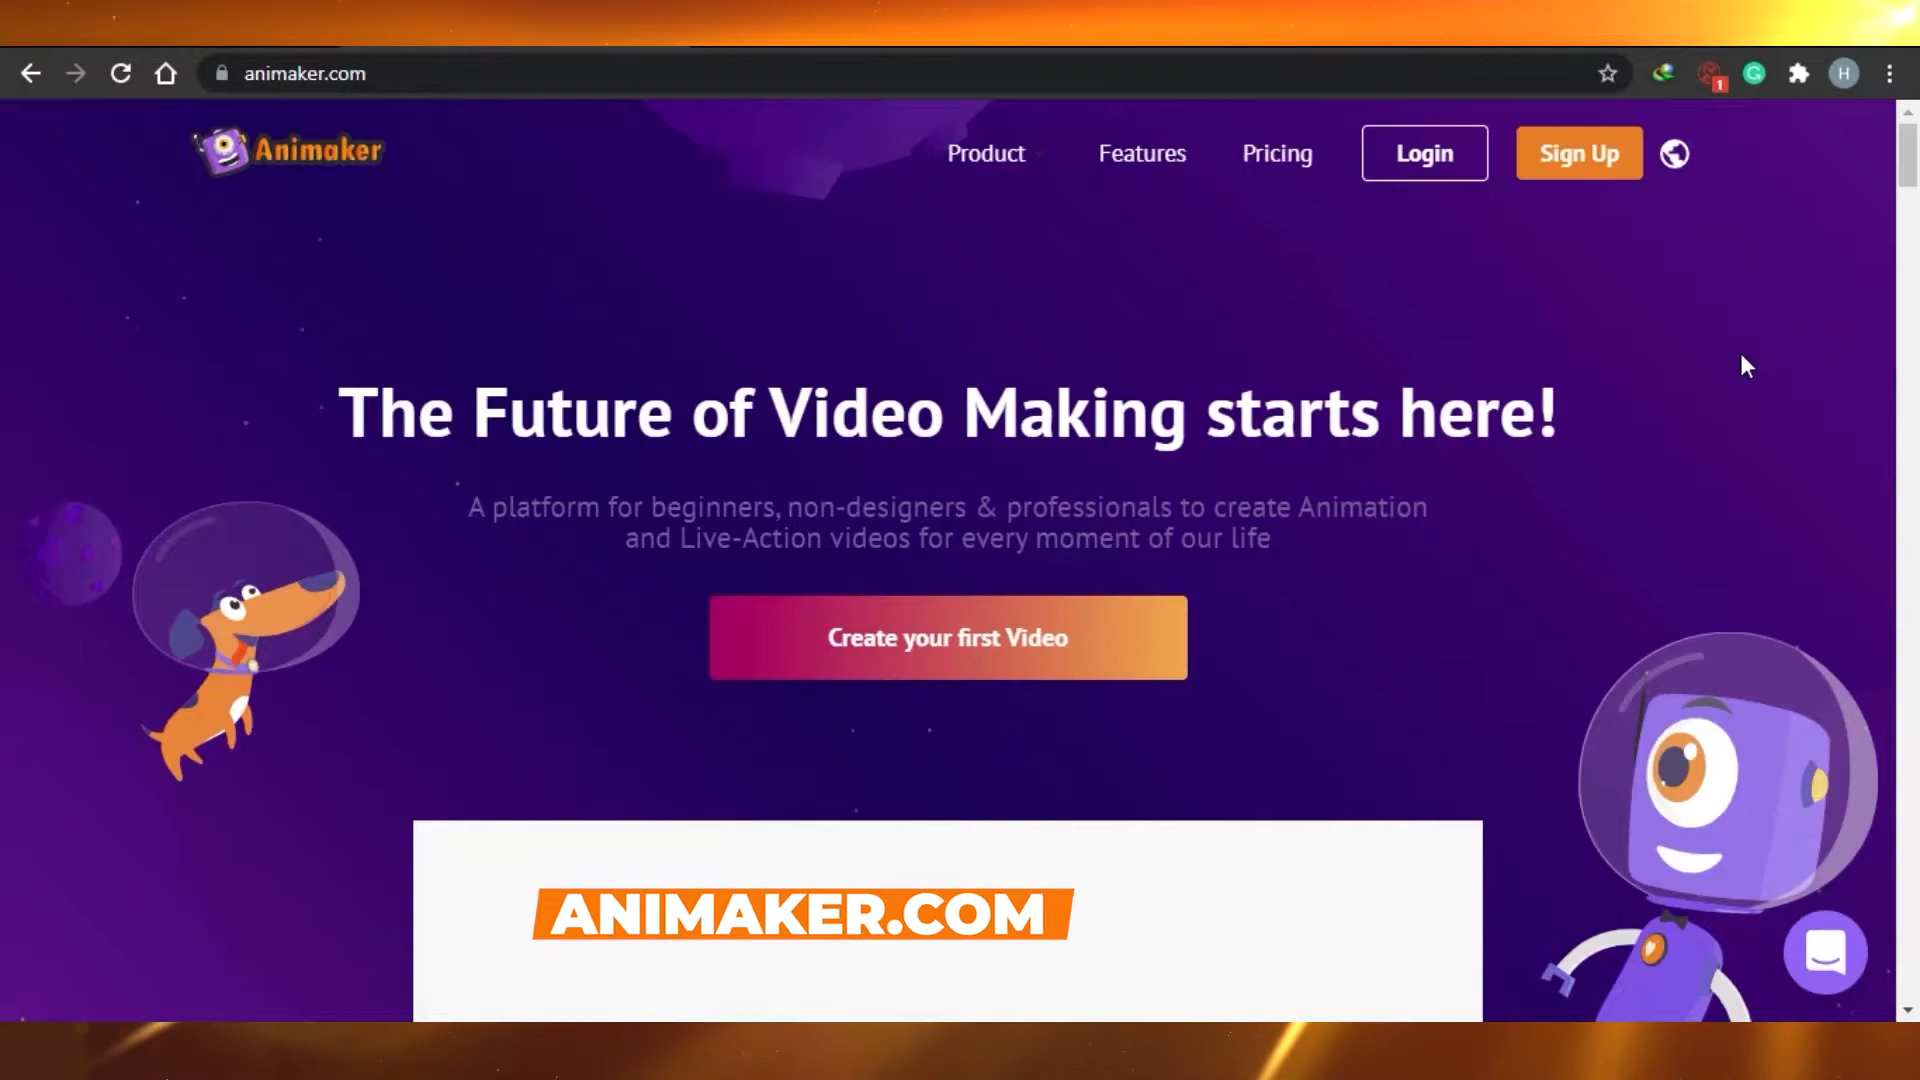 animaker.com
1
G
H
Animaker
Product
Features
Pricing
Login
Sign Up
The Future of Video Making starts here!
A platform for beginners, non-designers & professionals to create Animation
and Live-Action videos for every moment of our life
Create your first Video
ANIMAKER.COM